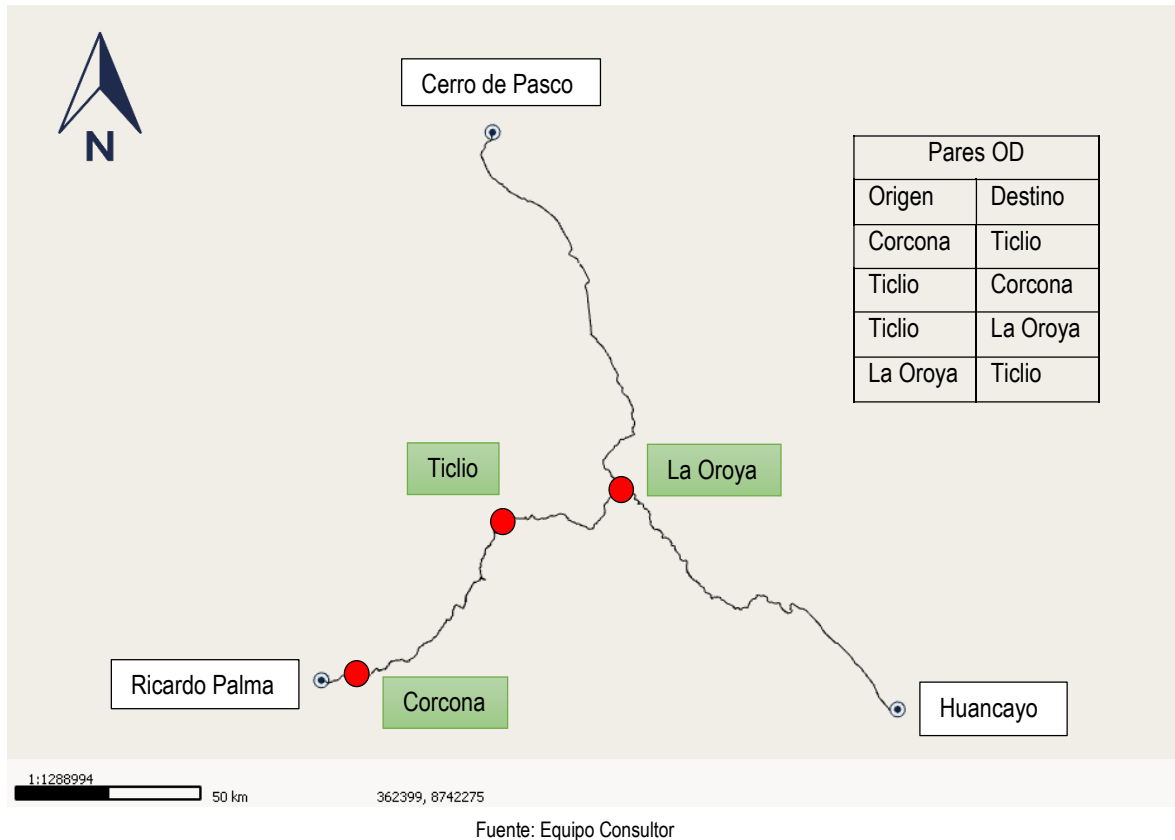 Cerro de Pasco
N
Pares OD
Origen Destino
Corcona Ticlio
Ticlio Corcona
Ticlio La Oroya
La Oroya Ticlio
Ticlio
La Oroya
Ricardo Palma
Corcona
Huancayo
1:1288994
50 km
362399, 8742275
Fuente: Equipo Consultor